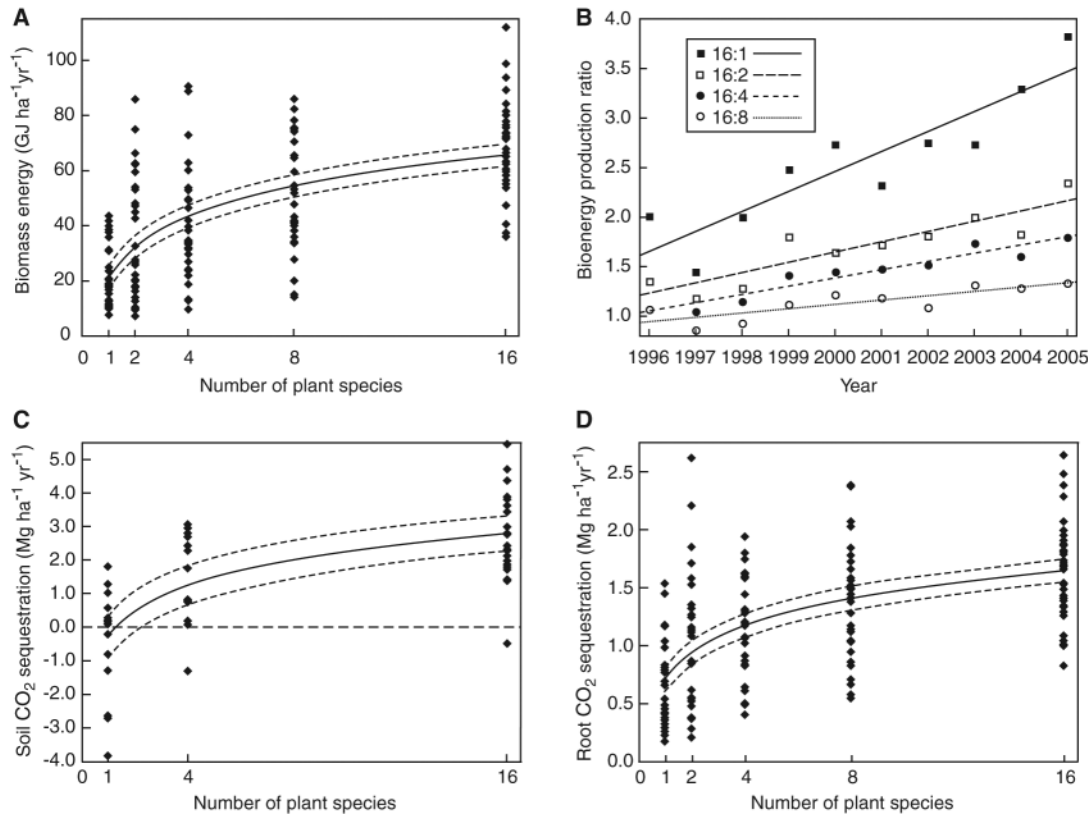 A
Biomass energy (GJ ha⁻¹yr⁻¹)
100
80
60
40
20
0
0 1 2 4 8 16
Number of plant species
B
Bioenergy production ratio
4.0
3.5
3.0
2.5
2.0
1.5
1.0
16:1
16:2
16:4
16:8
1996 1997 1998 1999 2000 2001 2002 2003 2004 2005
Year
C
Soil CO₂ sequestration (Mg ha⁻¹ yr⁻¹)
5.0
4.0
3.0
2.0
1.0
0.0
-1.0
-2.0
-3.0
-4.0
0 1 4 16
Number of plant species
D
Root CO₂ sequestration (Mg ha⁻¹yr⁻¹)
2.5
2.0
1.5
1.0
0.5
0.0
0 1 2 4 8 16
Number of plant species